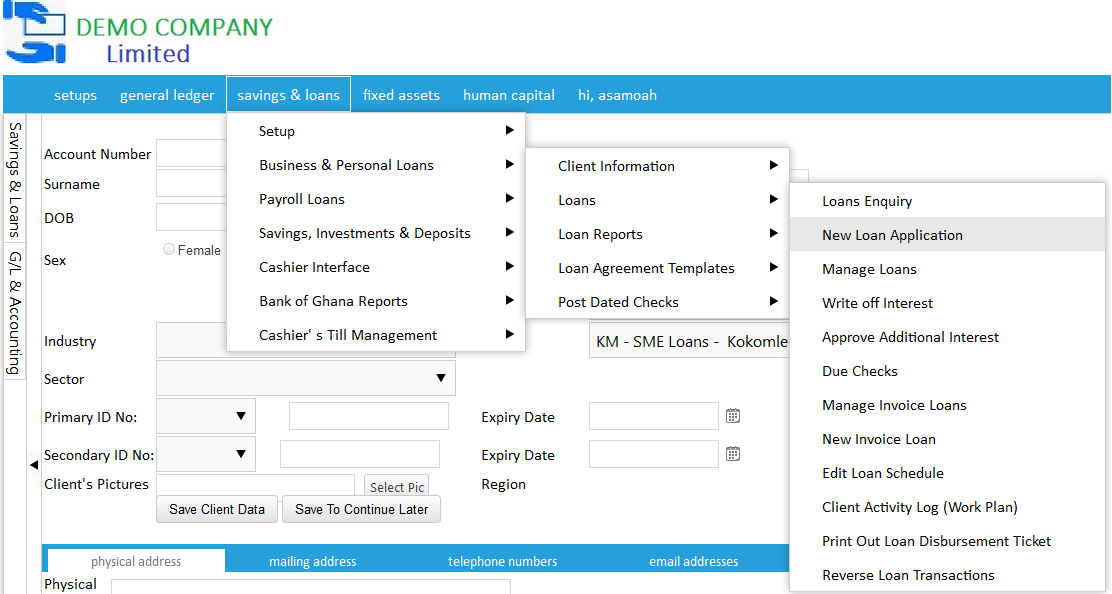 DEMO COMPANY
Limited
setups general ledger savings & loans fixed assets human capital hi, asamoah
Savings & Loans
G/L & Accounting
Setup
Business & Personal Loans
Payroll Loans
Savings, Investments & Deposits
Cashier Interface
Bank of Ghana Reports
Cashier' s Till Management
Client Information
Loans
Loan Reports
Loan Agreement Templates
Post Dated Checks
Loans Enquiry
New Loan Application
Manage Loans
Write off Interest
Approve Additional Interest
Due Checks
Manage Invoice Loans
New Invoice Loan
Edit Loan Schedule
Client Activity Log (Work Plan)
Print Out Loan Disbursement Ticket
Reverse Loan Transactions
Account Number
Surname
DOB
Sex Female
Industry KM - SME Loans - Kokomle
Sector
Primary ID No: Expiry Date
Secondary ID No: Expiry Date
Client's Pictures Select Pic Region
Save Client Data Save To Continue Later
physical address mailing address telephone numbers email addresses
Physical